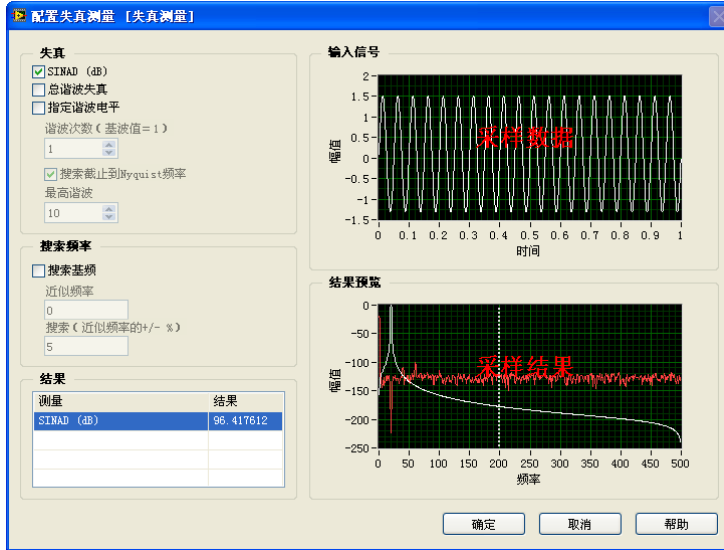 配置失真测量 [失真测量]
失真
SINAD (dB)
总谐波失真
指定谐波电平
谐波次数(基波值=1)
1
搜索截止到Nyquist频率
最高谐波
10
搜索频率
搜索基频
近似频率
0
搜索(近似频率的+/- %)
5
结果
测量 结果
SINAD (dB) 96.417612
输入信号
2
1.5
1
0.5
0
-0.5
-1
-1.5
幅值
采样数据
0 0.1 0.2 0.3 0.4 0.5 0.6 0.7 0.8 0.9 1
时间
结果预览
0
-50
-100
-150
-200
-250
幅值
采样结果
0 50 100 150 200 250 300 350 400 450 500
频率
确定 取消 帮助